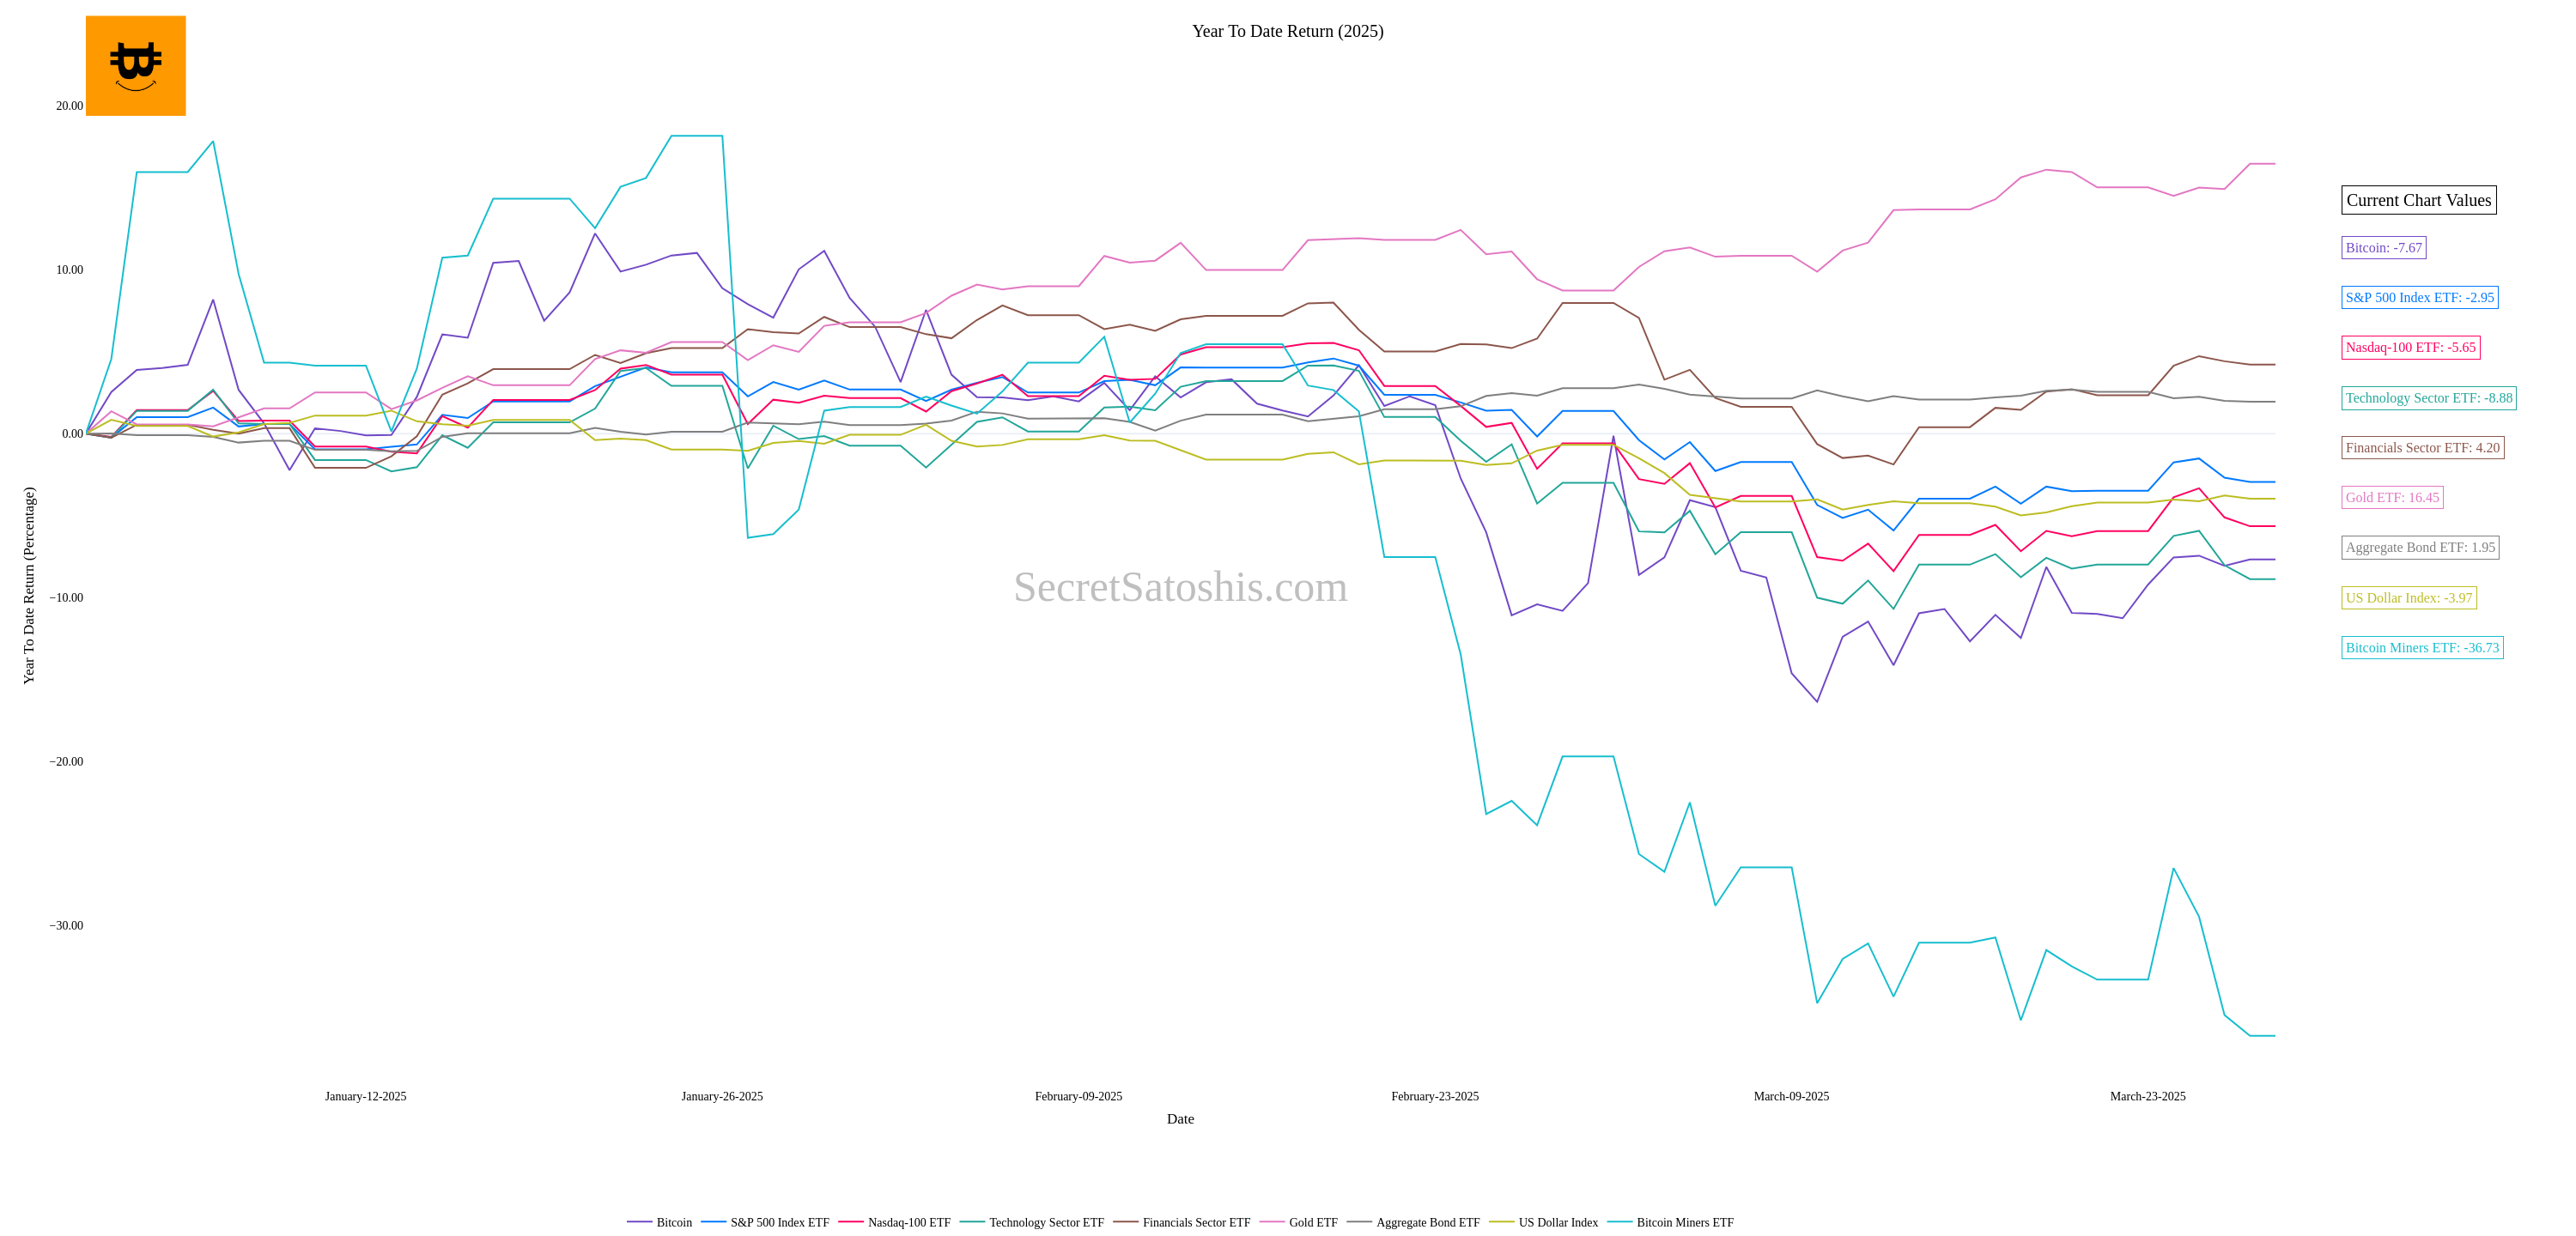 Year To Date Return (2025)
20.00
10.00
0.00
−10.00
−20.00
−30.00
Year To Date Return (Percentage)
SecretSatoshis.com
Current Chart Values
Bitcoin: -7.67
S&P 500 Index ETF: -2.95
Nasdaq-100 ETF: -5.65
Technology Sector ETF: -8.88
Financials Sector ETF: 4.20
Gold ETF: 16.45
Aggregate Bond ETF: 1.95
US Dollar Index: -3.97
Bitcoin Miners ETF: -36.73
January-12-2025 January-26-2025 February-09-2025 February-23-2025 March-09-2025 March-23-2025
Date
Bitcoin S&P 500 Index ETF Nasdaq-100 ETF Technology Sector ETF Financials Sector ETF Gold ETF Aggregate Bond ETF US Dollar Index Bitcoin Miners ETF